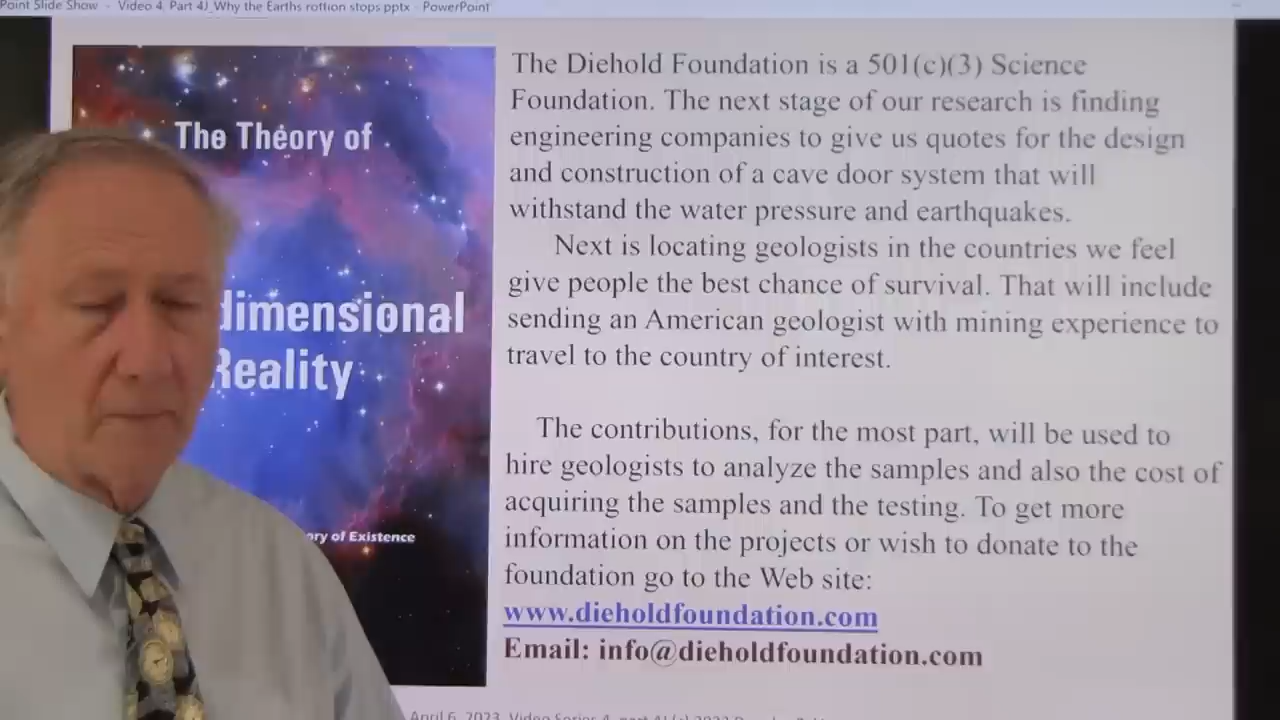 Point Slide Show - Video 4, Part 4)_Why the Earths rottion stops pptx - PowerPoint
The Theory of
dimensional
Reality
ory of Existence
The Diehold Foundation is a 501(c)(3) Science
Foundation. The next stage of our research is finding
engineering companies to give us quotes for the design
and construction of a cave door system that will
withstand the water pressure and earthquakes.
Next is locating geologists in the countries we feel
give people the best chance of survival. That will include
sending an American geologist with mining experience to
travel to the country of interest.
The contributions, for the most part, will be used to
hire geologists to analyze the samples and also the cost of
acquiring the samples and the testing. To get more
information on the projects or wish to donate to the
foundation go to the Web site:
www.dieholdfoundation.com
Email: info@dieholdfoundation.com
April 6, 2023